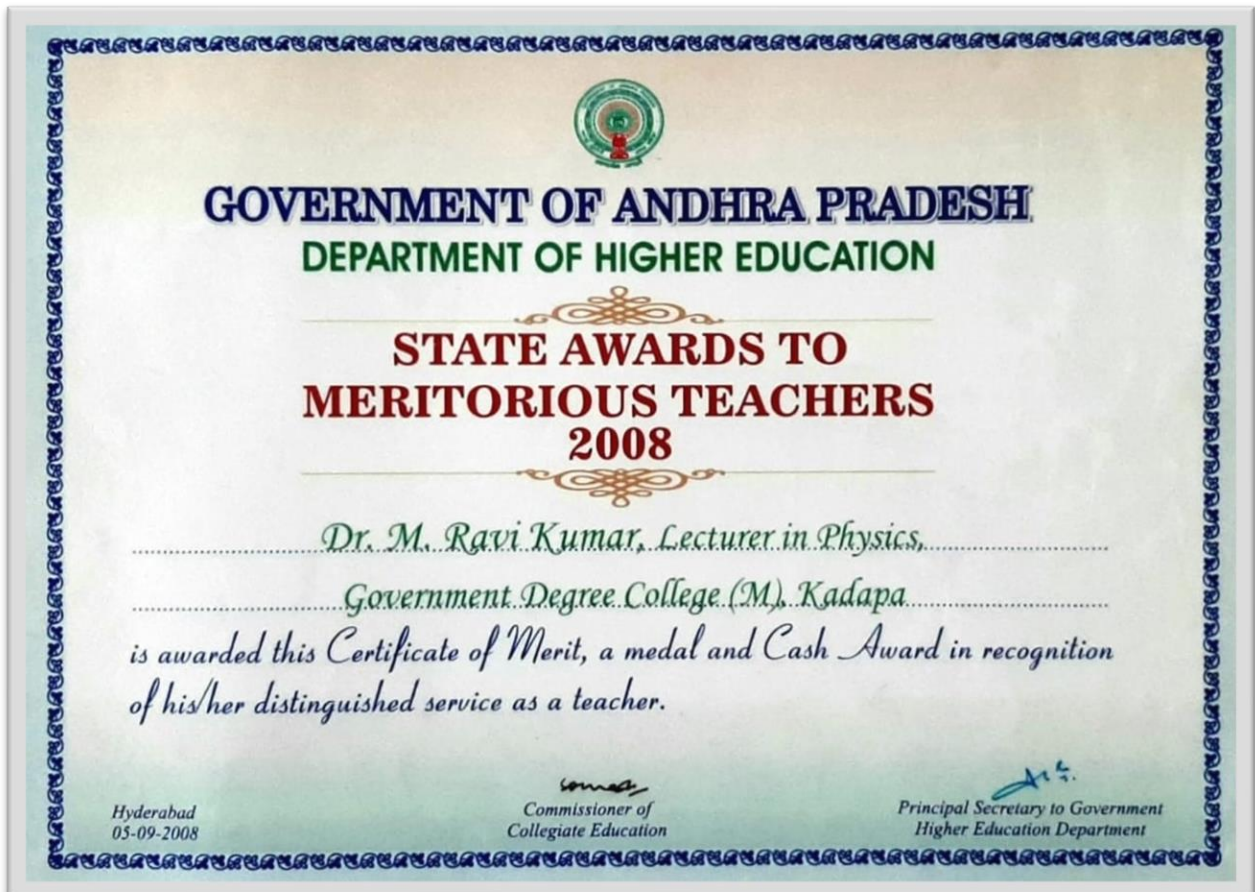 GOVERNMENT OF ANDHRA PRADESH
DEPARTMENT OF HIGHER EDUCATION
STATE AWARDS TO
MERITORIOUS TEACHERS
2008
Dr. M. Ravi Kumar, Lecturer in Physics,
Government Degree College (M), Kadapa
is awarded this Certificate of Merit, a medal and Cash Award in recognition
of his/her distinguished service as a teacher.
Hyderabad
05-09-2008
Commissioner of
Collegiate Education
Principal Secretary to Government
Higher Education Department